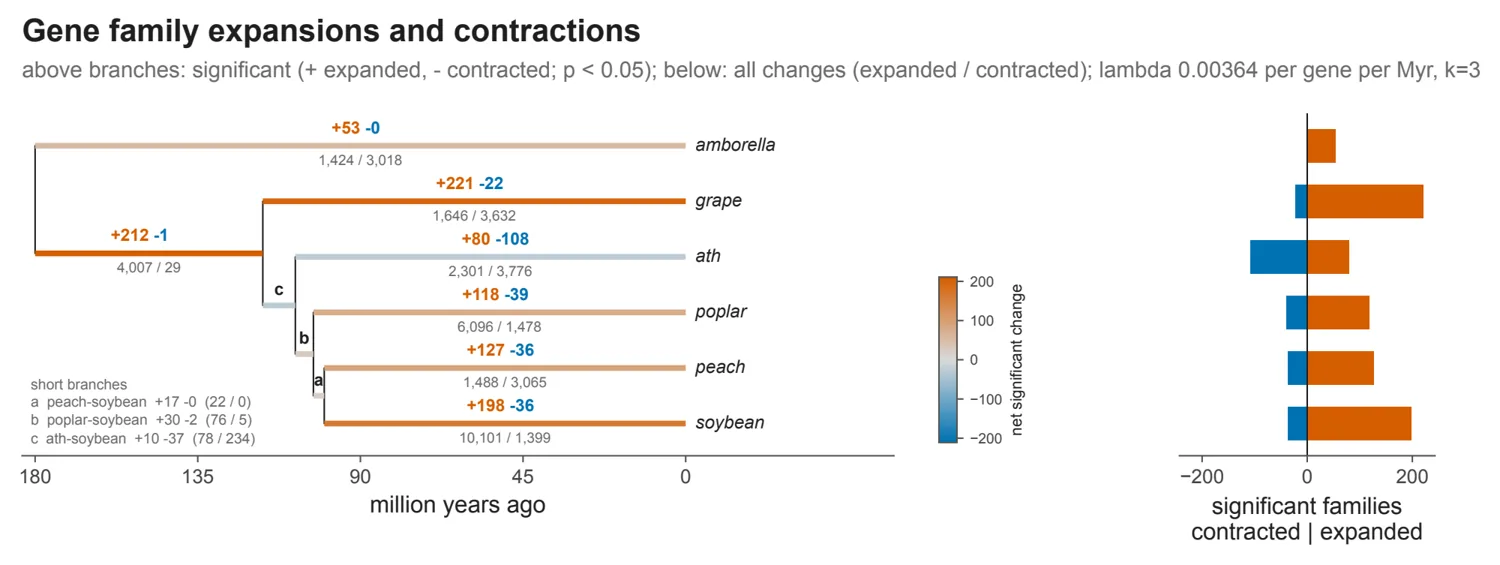 Gene family expansions and contractions
above branches: significant (+ expanded, - contracted; p < 0.05); below: all changes (expanded / contracted); lambda 0.00364 per gene per Myr, k=3
+53 -0
amborella
1,424 / 3,018
+221 -22
grape
1,646 / 3,632
+212 -1
4,007 / 29
+80 -108
ath
2,301 / 3,776
c
+118 -39
poplar
6,096 / 1,478
b
+127 -36
peach
1,488 / 3,065
a
+198 -36
soybean
10,101 / 1,399
short branches
a peach-soybean +17 -0 (22 / 0)
b poplar-soybean +30 -2 (76 / 5)
c ath-soybean +10 -37 (78 / 234)
180 135 90 45 0
million years ago
200
100
0
−100
−200
net significant change
−200 0 200
significant families
contracted | expanded